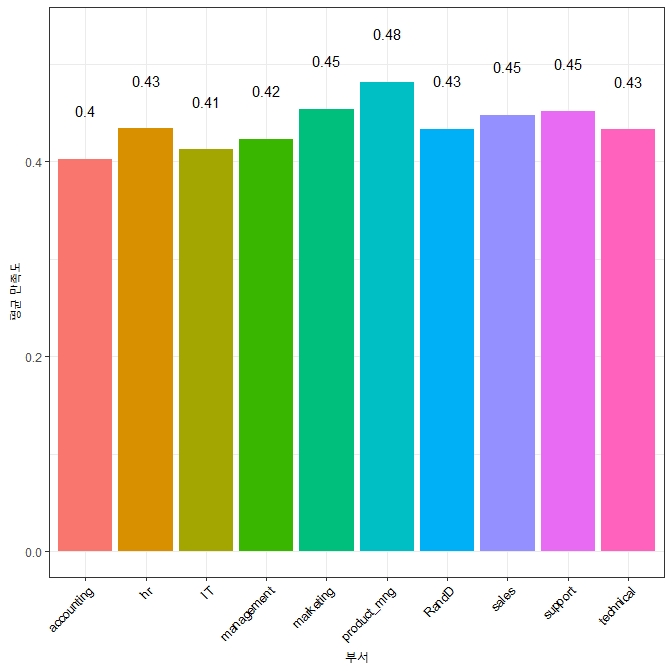 0.4
0.43
0.41
0.42
0.45
0.48
0.43
0.45
0.45
0.43
0.4
0.2
0.0
평균 만족도
accounting
hr
IT
management
marketing
product_mng
RandD
sales
support
technical
부서